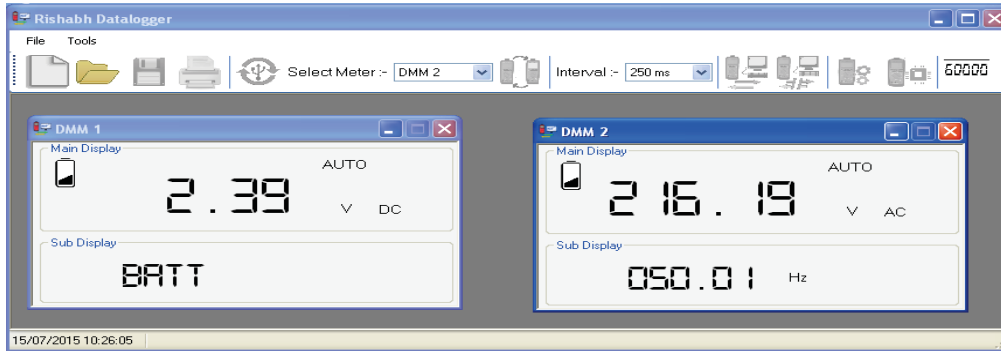 Rishabh Datalogger
File Tools
Select Meter :- DMM 2 Interval :- 250 ms 60000
DMM 1
Main Display
AUTO
2.39 V DC
Sub Display
BATT
DMM 2
Main Display
AUTO
216.19 V AC
Sub Display
050.01 Hz
15/07/2015 10:26:05